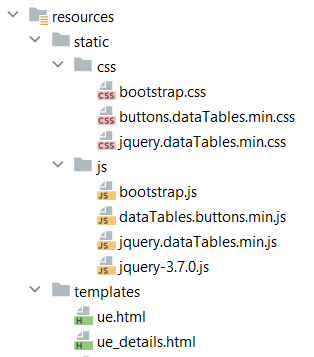 resources
static
css
bootstrap.css
buttons.dataTables.min.css
jquery.dataTables.min.css
js
bootstrap.js
dataTables.buttons.min.js
jquery.dataTables.min.js
jquery-3.7.0.js
templates
ue.html
ue_details.html